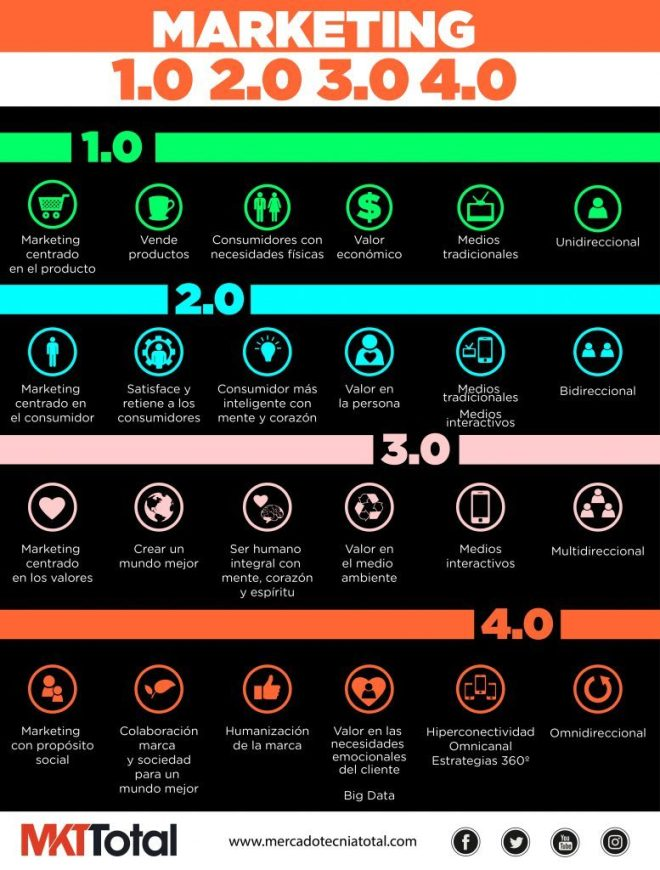 MARKETING
1.0 2.0 3.0 4.0
1.0
Marketing
centrado
en el producto
Vende
productos
Consumidores con
necesidades físicas
Valor
económico
Medios
tradicionales
Unidireccional
2.0
Marketing
centrado en
el consumidor
Satisface y
retiene a los
consumidores
Consumidor más
inteligente con
mente y corazón
Valor en
la persona
Medios
tradicionales
Medios
interactivos
Bidireccional
3.0
Marketing
centrado
en los valores
Crear un
mundo mejor
Ser humano
integral con
mente, corazón
y espíritu
Valor en
el medio
ambiente
Medios
interactivos
Multidireccional
4.0
Marketing
con propósito
social
Colaboración
marca
y sociedad
para un
mundo mejor
Humanización
de la marca
Valor en las
necesidades
emocionales
del cliente
Big Data
Hiperconectividad
Omnicanal
Estrategias 360º
Omnidireccional
MKTTotal
www.mercadotecniatotal.com
You
Tube